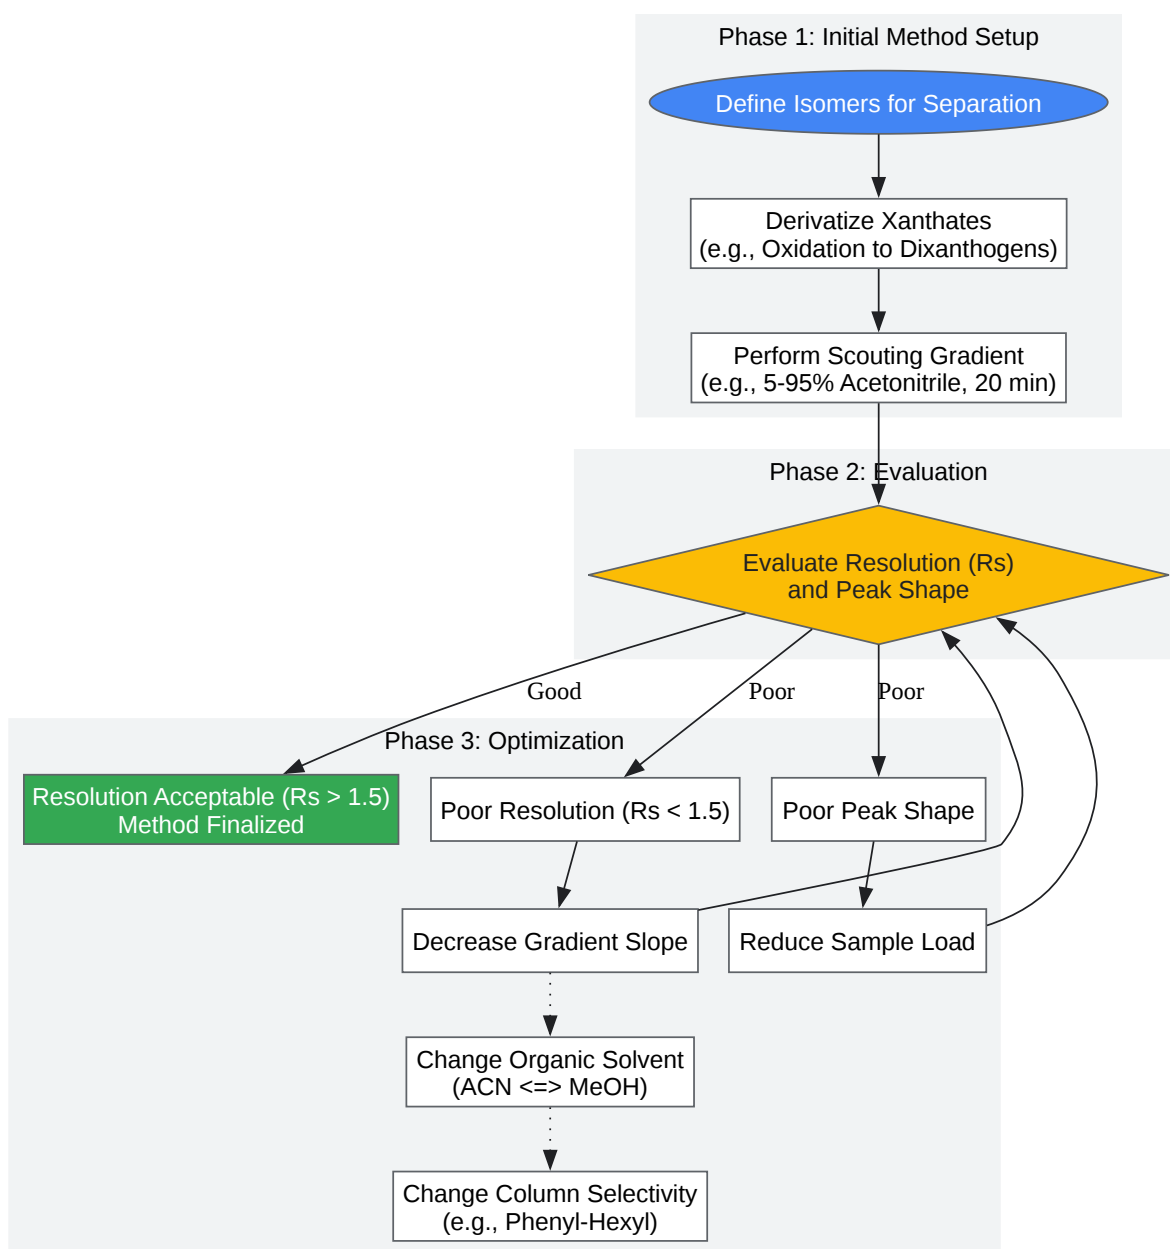 Phase 1: Initial Method Setup
Define Isomers for Separation
Derivatize Xanthates
(e.g., Oxidation to Dixanthogens)
Perform Scouting Gradient
(e.g., 5-95% Acetonitrile, 20 min)
Phase 2: Evaluation
Evaluate Resolution (Rs)
and Peak Shape
Good
Poor
Poor
Phase 3: Optimization
Resolution Acceptable (Rs > 1.5)
Method Finalized
Poor Resolution (Rs < 1.5)
Poor Peak Shape
Decrease Gradient Slope
Reduce Sample Load
Change Organic Solvent
(ACN <=> MeOH)
Change Column Selectivity
(e.g., Phenyl-Hexyl)